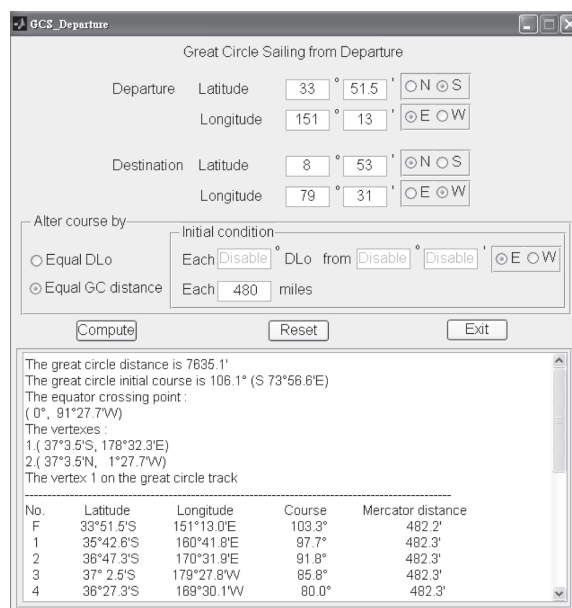 GCS_Departure
Great Circle Sailing from Departure
Departure Latitude 33 ° 51.5 ' N S
Longitude 151 ° 13 ' E W
Destination Latitude 8 ° 53 ' N S
Longitude 79 ° 31 ' E W
Alter course by
Initial condition
Equal DLo Each Disable ° DLo from Disable ° Disable ' E W
Equal GC distance Each 480 miles
Compute Reset Exit
The great circle distance is 7635.1'
The great circle initial course is 106.1° (S 73°56.6'E)
The equator crossing point :
( 0°, 91°27.7'W)
The vertexes :
1.( 37°3.5'S, 178°32.3'E)
2.( 37°3.5'N, 1°27.7'W)
The vertex 1 on the great circle track
No. Latitude Longitude Course Mercator distance
F 33°51.5'S 151°13.0'E 103.3° 482.2'
1 35°42.6'S 160°41.8'E 97.7° 482.3'
2 36°47.3'S 170°31.9'E 91.8° 482.3'
3 37° 2.5'S 179°27.8'W 85.8° 482.3'
4 36°27.3'S 169°30.1'W 80.0° 482.3'